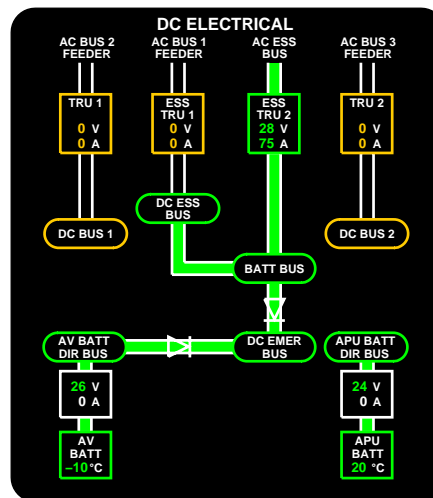 DC ELECTRICAL
AC BUS 2
FEEDER
AC BUS 1
FEEDER
AC ESS
BUS
AC BUS 3
FEEDER
TRU 1
0 V
0 A
ESS
TRU 1
0 V
0 A
ESS
TRU 2
28 V
75 A
TRU 2
0 V
0 A
DC ESS
BUS
DC BUS 1
DC BUS 2
BATT BUS
AV BATT
DIR BUS
DC EMER
BUS
APU BATT
DIR BUS
26 V
0 A
24 V
0 A
AV
BATT
–10 °C
APU
BATT
20 °C